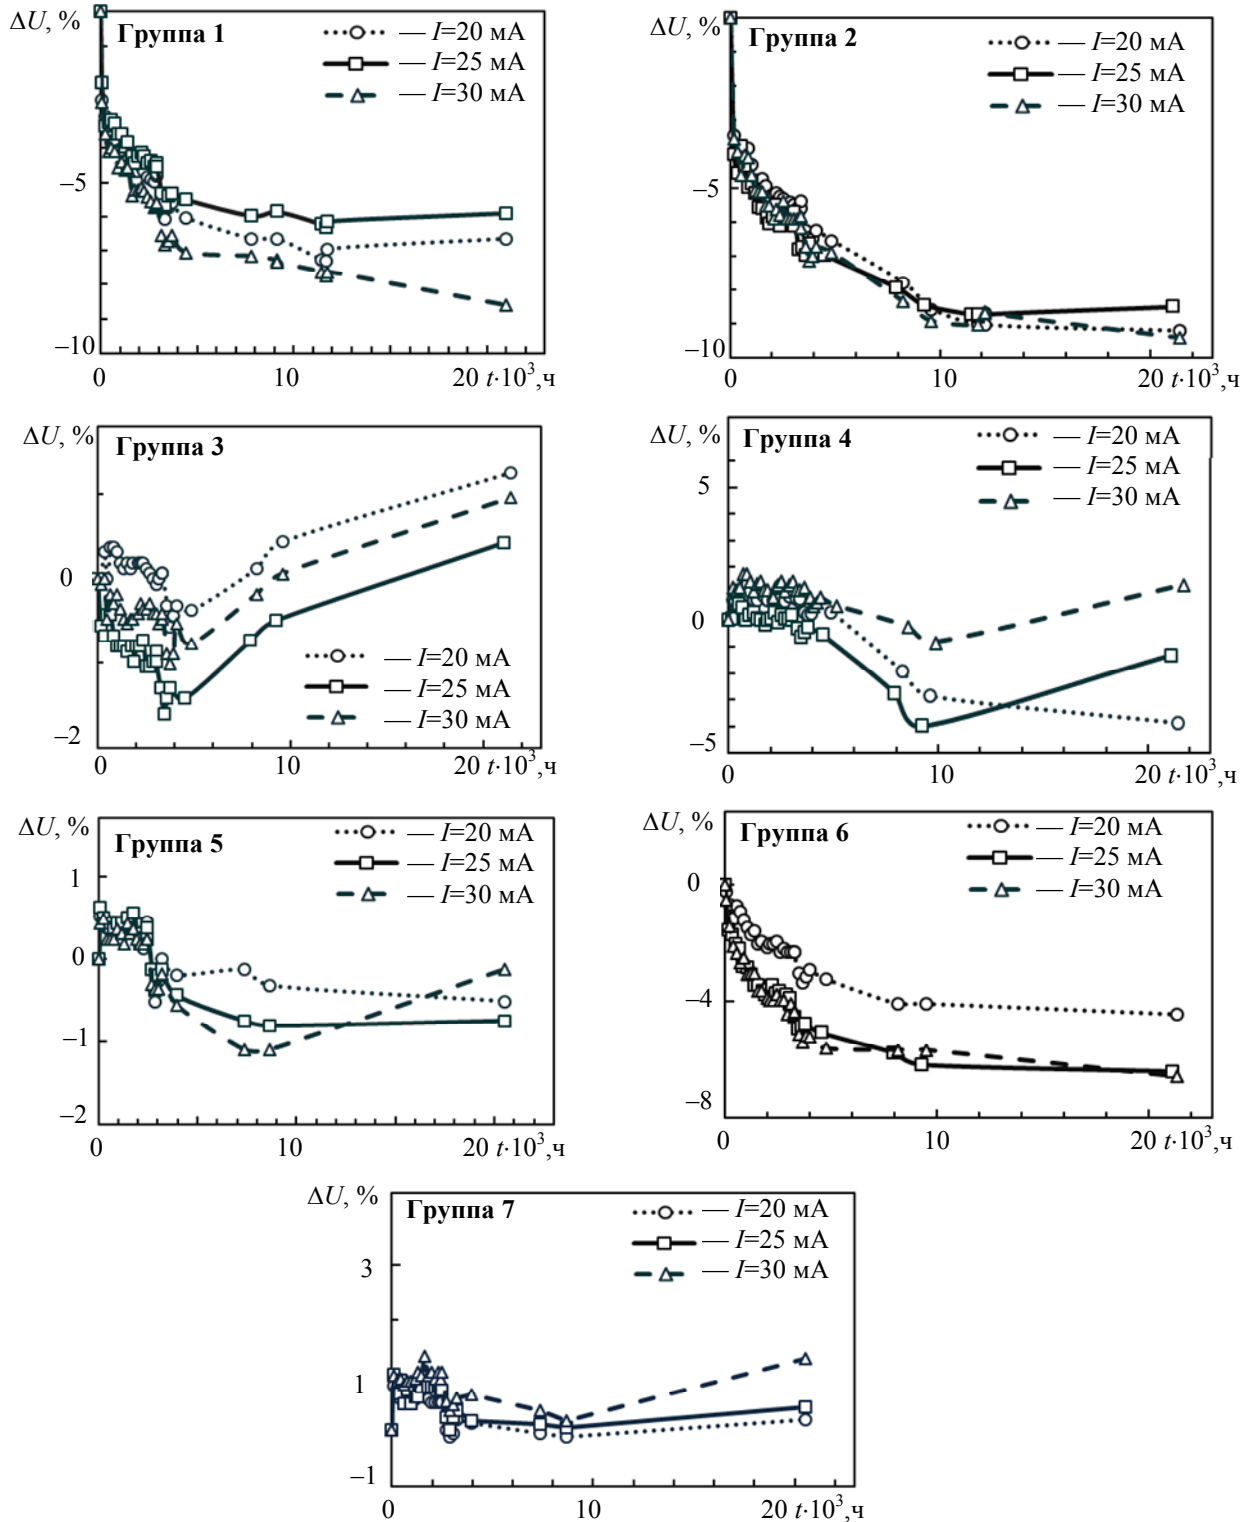 ΔU, %
Группа 1
— I=20 мА
— I=25 мА
— I=30 мА
–5
–10
0 10 20 t·10³,ч
ΔU, %
Группа 2
— I=20 мА
— I=25 мА
— I=30 мА
–5
–10
0 10 20 t·10³,ч
ΔU, %
Группа 3
0
— I=20 мА
— I=25 мА
— I=30 мА
–2
0 10 20 t·10³,ч
ΔU, %
Группа 4
— I=20 мА
— I=25 мА
— I=30 мА
5
0
–5
0 10 20 t·10³,ч
ΔU, %
Группа 5
— I=20 мА
— I=25 мА
— I=30 мА
1
0
–1
–2
0 10 20 t·10³,ч
ΔU, %
Группа 6
— I=20 мА
— I=25 мА
— I=30 мА
0
–4
–8
0 10 20 t·10³,ч
ΔU, %
Группа 7
— I=20 мА
— I=25 мА
— I=30 мА
3
1
–1
0 10 20 t·10³,ч